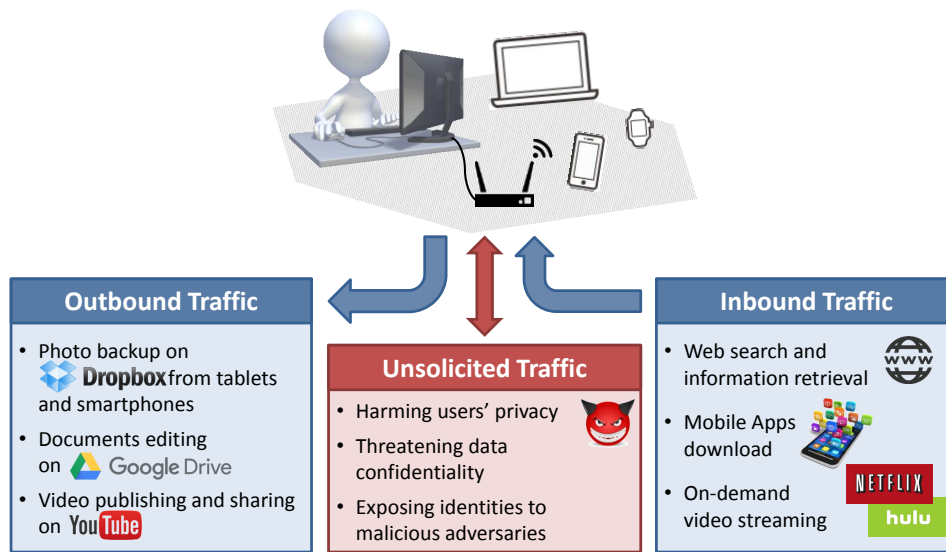 Outbound Traffic
• Photo backup on
Dropbox from tablets
and smartphones
• Documents editing
on Google Drive
• Video publishing and sharing
on YouTube
Unsolicited Traffic
• Harming users’ privacy
• Threatening data
confidentiality
• Exposing identities to
malicious adversaries
Inbound Traffic
• Web search and
information retrieval
www
• Mobile Apps
download
• On-demand
video streaming
NETFLIX
hulu